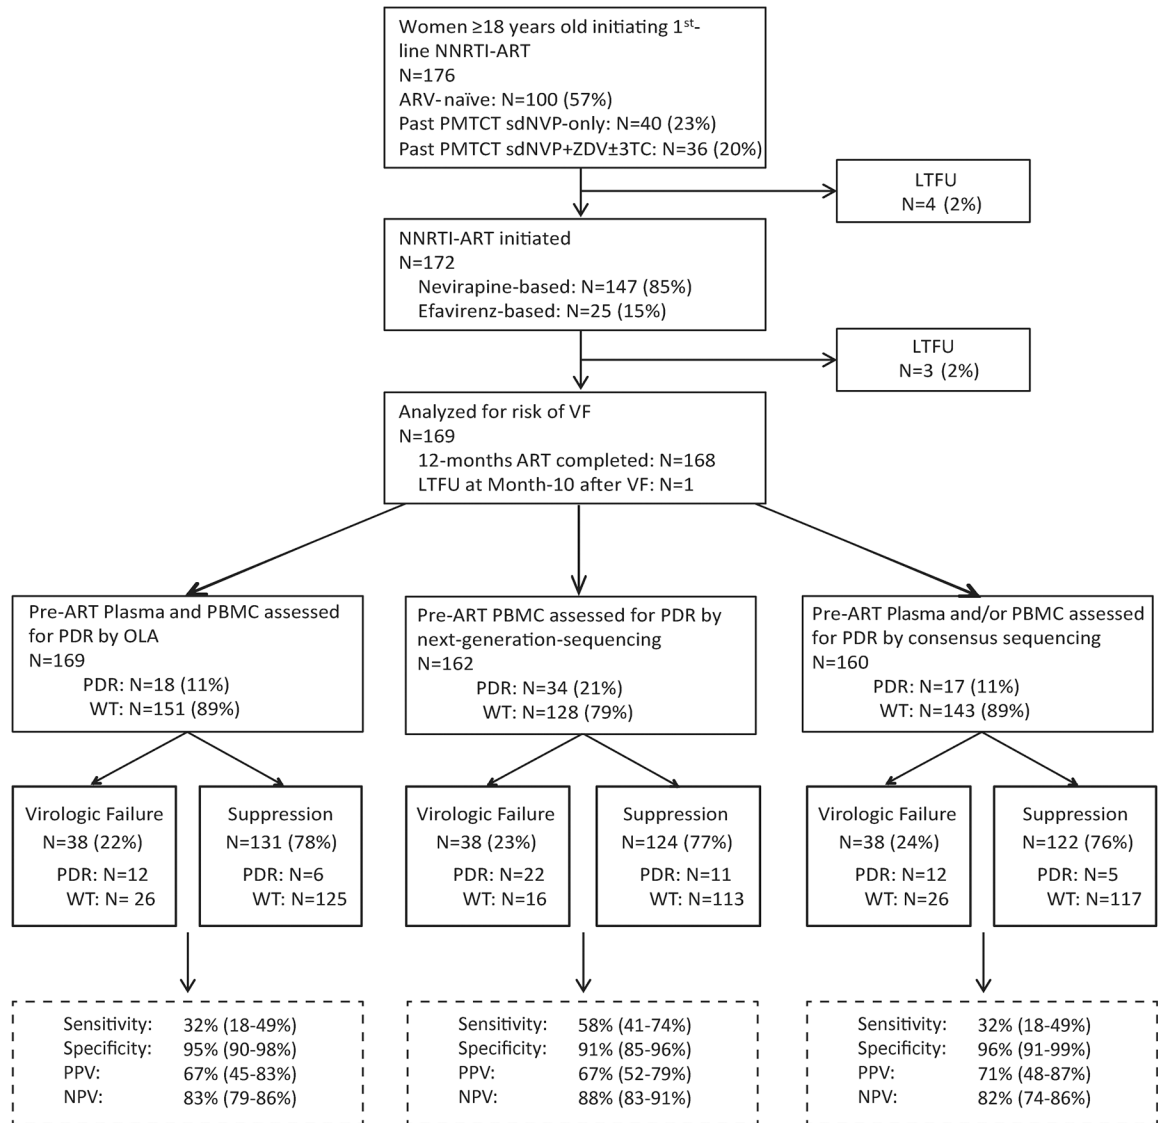 Women ≥18 years old initiating 1st-
line NNRTI-ART
N=176
ARV-naïve: N=100 (57%)
Past PMTCT sdNVP-only: N=40 (23%)
Past PMTCT sdNVP+ZDV±3TC: N=36 (20%)
LTFU
N=4 (2%)
NNRTI-ART initiated
N=172
Nevirapine-based: N=147 (85%)
Efavirenz-based: N=25 (15%)
LTFU
N=3 (2%)
Analyzed for risk of VF
N=169
12-months ART completed: N=168
LTFU at Month-10 after VF: N=1
Pre-ART Plasma and PBMC assessed
for PDR by OLA
N=169
PDR: N=18 (11%)
WT: N=151 (89%)
Pre-ART PBMC assessed for PDR by
next-generation-sequencing
N=162
PDR: N=34 (21%)
WT: N=128 (79%)
Pre-ART Plasma and/or PBMC assessed
for PDR by consensus sequencing
N=160
PDR: N=17 (11%)
WT: N=143 (89%)
Virologic Failure
N=38 (22%)
PDR: N=12
WT: N= 26
Suppression
N=131 (78%)
PDR: N=6
WT: N=125
Virologic Failure
N=38 (23%)
PDR: N=22
WT: N=16
Suppression
N=124 (77%)
PDR: N=11
WT: N=113
Virologic Failure
N=38 (24%)
PDR: N=12
WT: N=26
Suppression
N=122 (76%)
PDR: N=5
WT: N=117
Sensitivity: 32% (18-49%)
Specificity: 95% (90-98%)
PPV: 67% (45-83%)
NPV: 83% (79-86%)
Sensitivity: 58% (41-74%)
Specificity: 91% (85-96%)
PPV: 67% (52-79%)
NPV: 88% (83-91%)
Sensitivity: 32% (18-49%)
Specificity: 96% (91-99%)
PPV: 71% (48-87%)
NPV: 82% (74-86%)